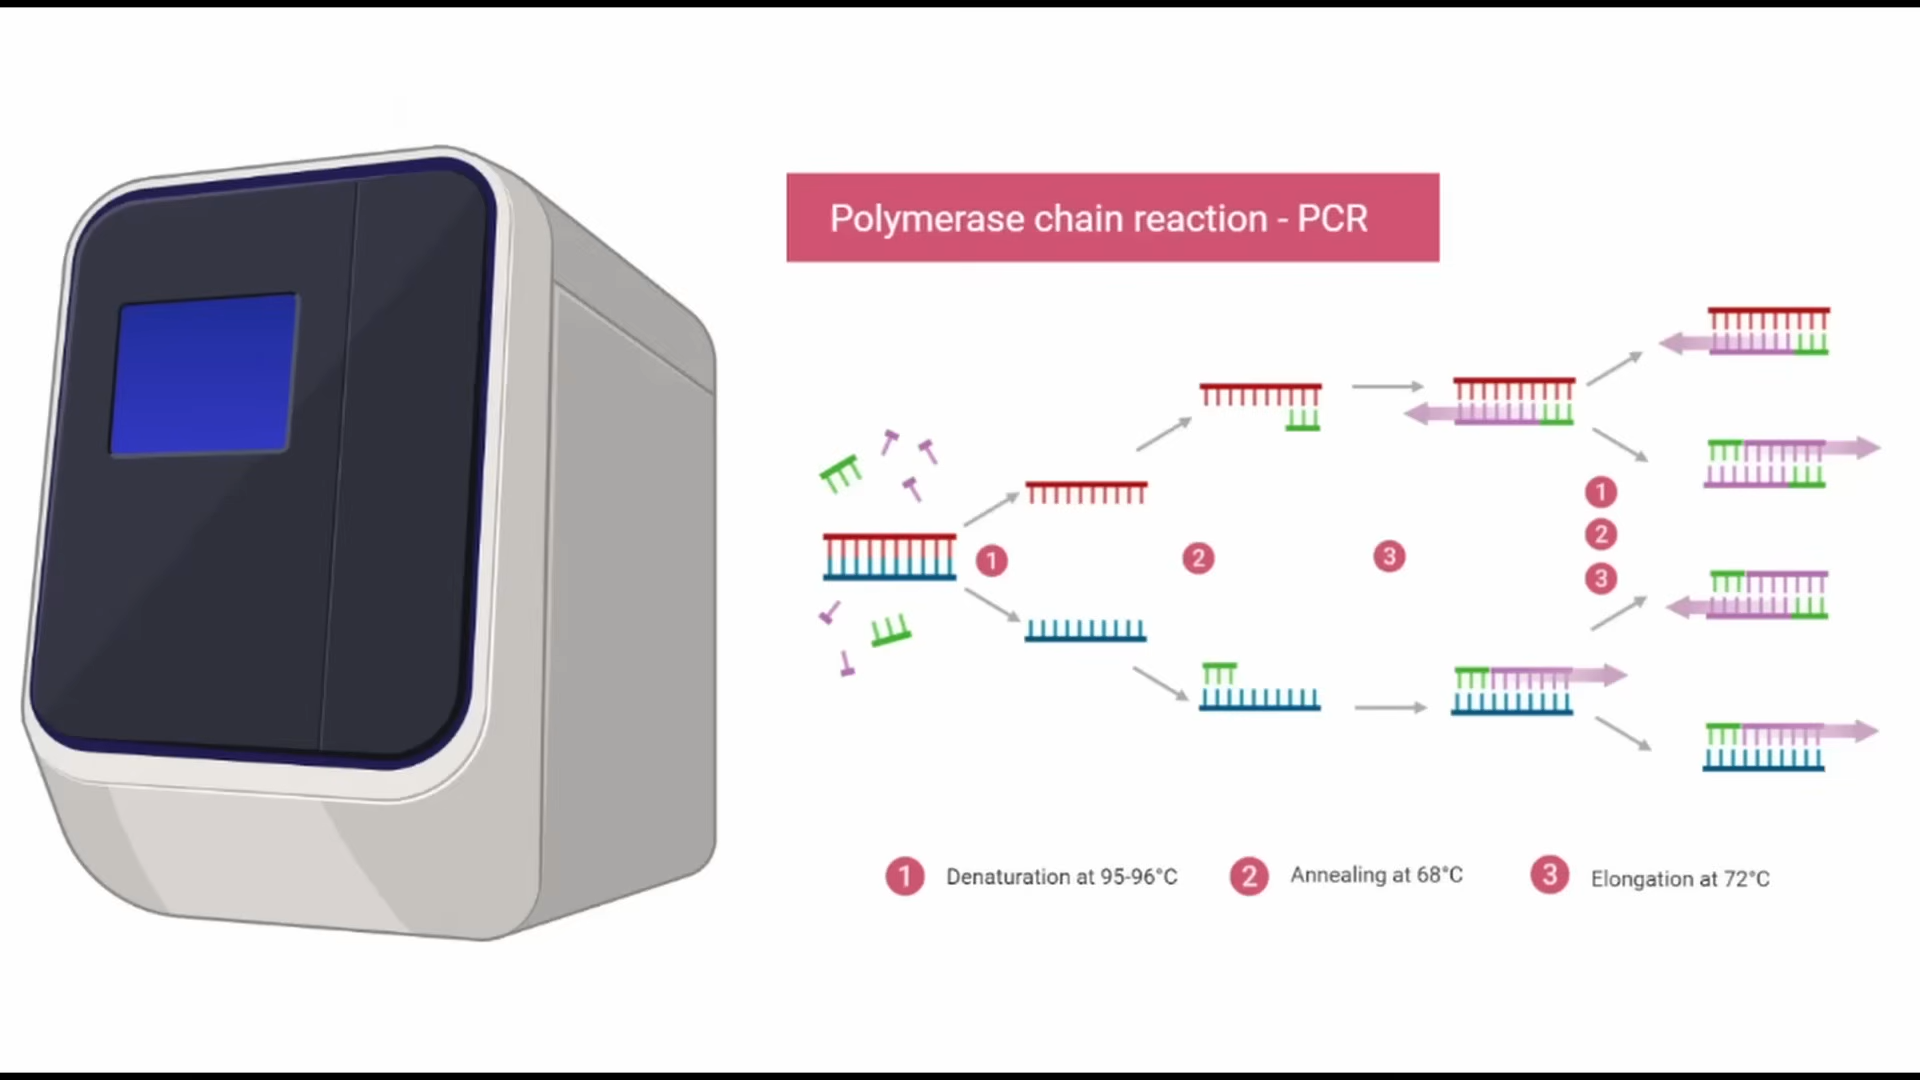 Polymerase chain reaction - PCR
1
2
3
1
2
3
1 Denaturation at 95-96°C
2 Annealing at 68°C
3 Elongation at 72°C